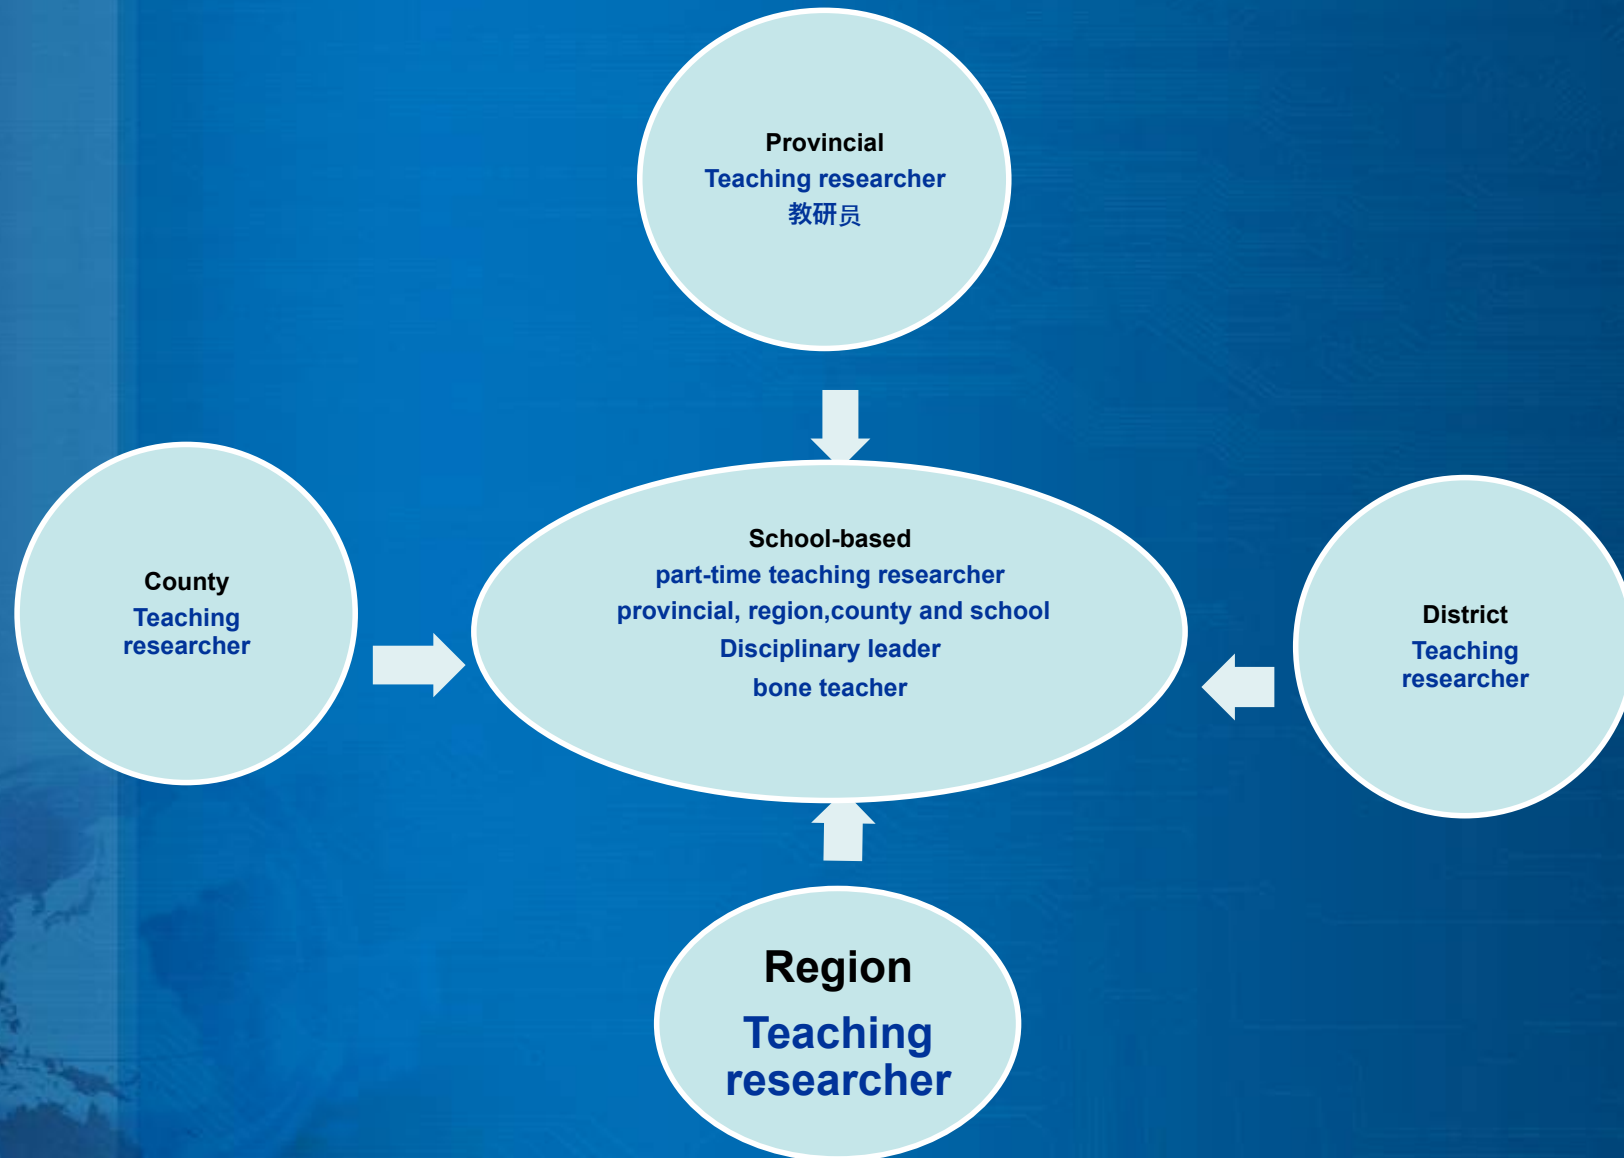 Provincial
Teaching researcher
教研员
County
Teaching
researcher
School-based
part-time teaching researcher
provincial, region,county and school
Disciplinary leader
bone teacher
District
Teaching
researcher
Region
Teaching
researcher